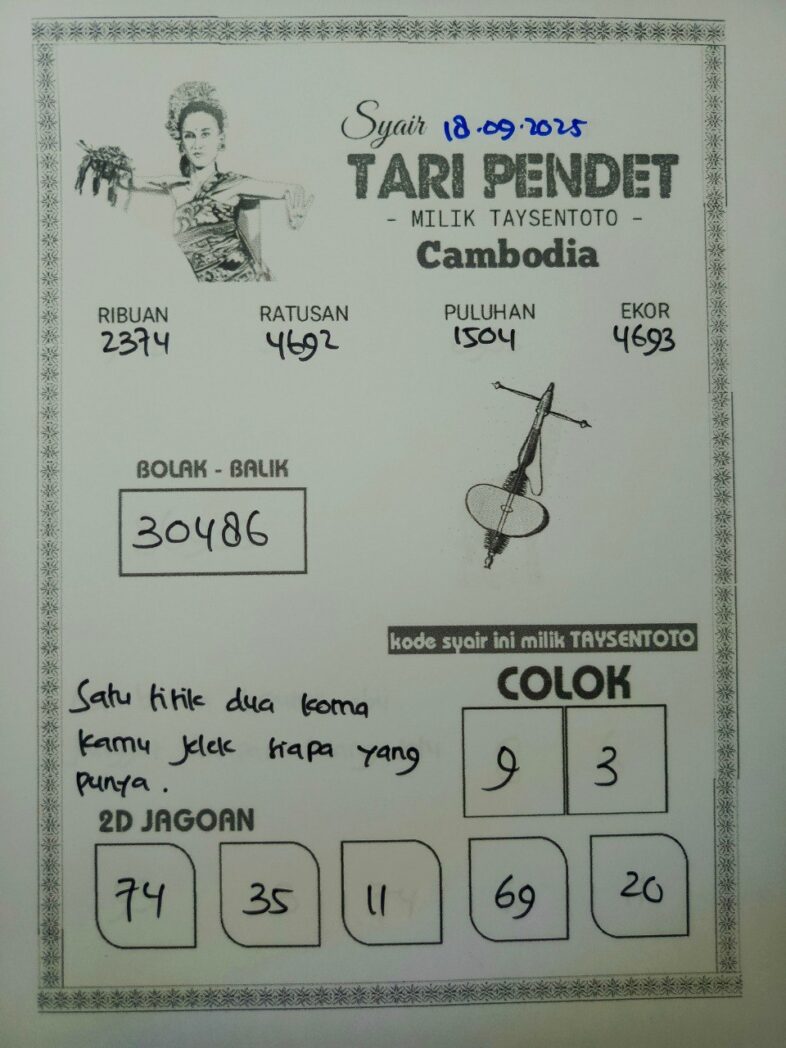 Syair 18.09.2025
TARI PENDET
- MILIK TAYSENTOTO -
Cambodia
RIBUAN RATUSAN PULUHAN EKOR
2374 4692 1504 4693
BOLAK - BALIK
30486
kode syair ini milik TAYSENTOTO
COLOK
9 3
Satu titik dua koma
kamu jelek siapa yang
punya.
2D JAGOAN
74 35 11 69 20